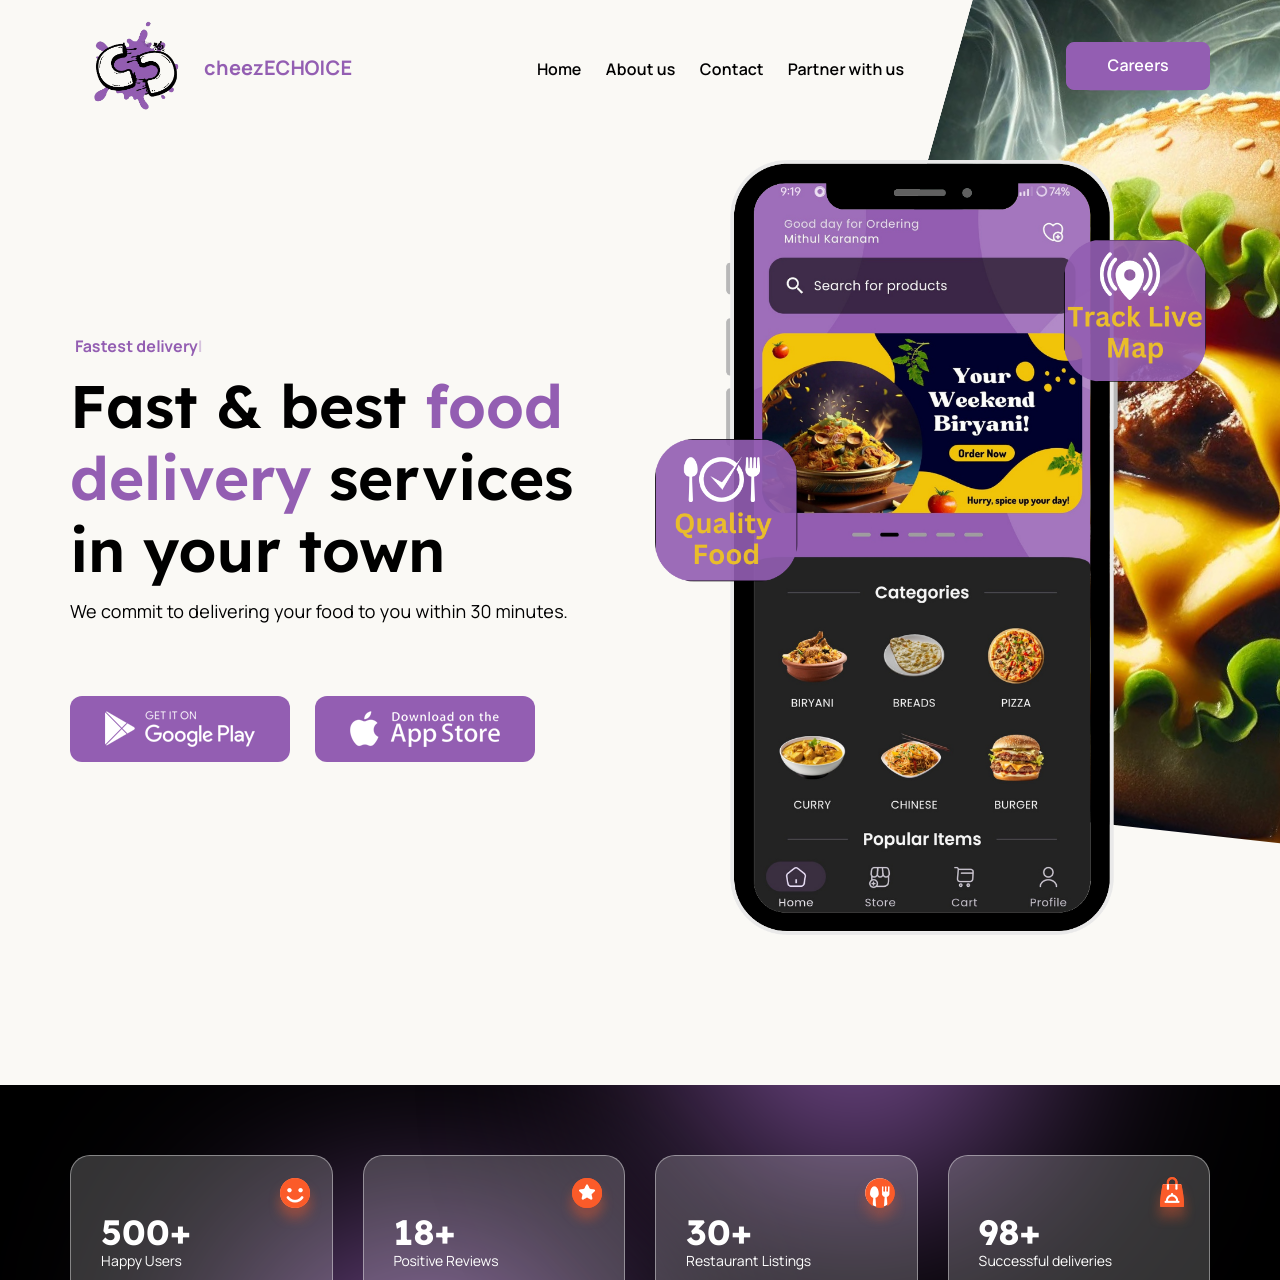 cheezECHOICE
Home About us Contact Partner with us
Careers
9:19 74%
Good day for Ordering
Mithul Karanam
Search for products
Track Live
Map
Your
Weekend
Biryani!
Order Now
Hurry, spice up your day!
Quality
Food
Fastest delivery
Fast & best food
delivery services
in your town
We commit to delivering your food to you within 30 minutes.
GET IT ON
Google Play
Download on the
App Store
Categories
BIRYANI BREADS PIZZA
CURRY CHINESE BURGER
Popular Items
Home Store Cart Profile
500+
Happy Users
18+
Positive Reviews
30+
Restaurant Listings
98+
Successful deliveries